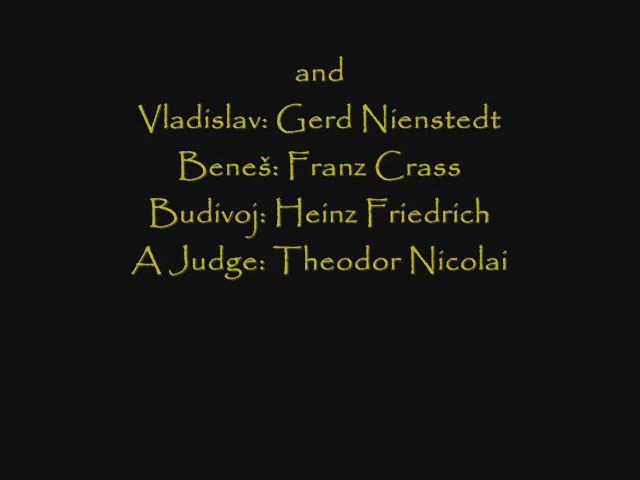 and
Vladislav: Gerd Nienstedt
Beneš: Franz Crass
Budivoj: Heinz Friedrich
A Judge: Theodor Nicolai